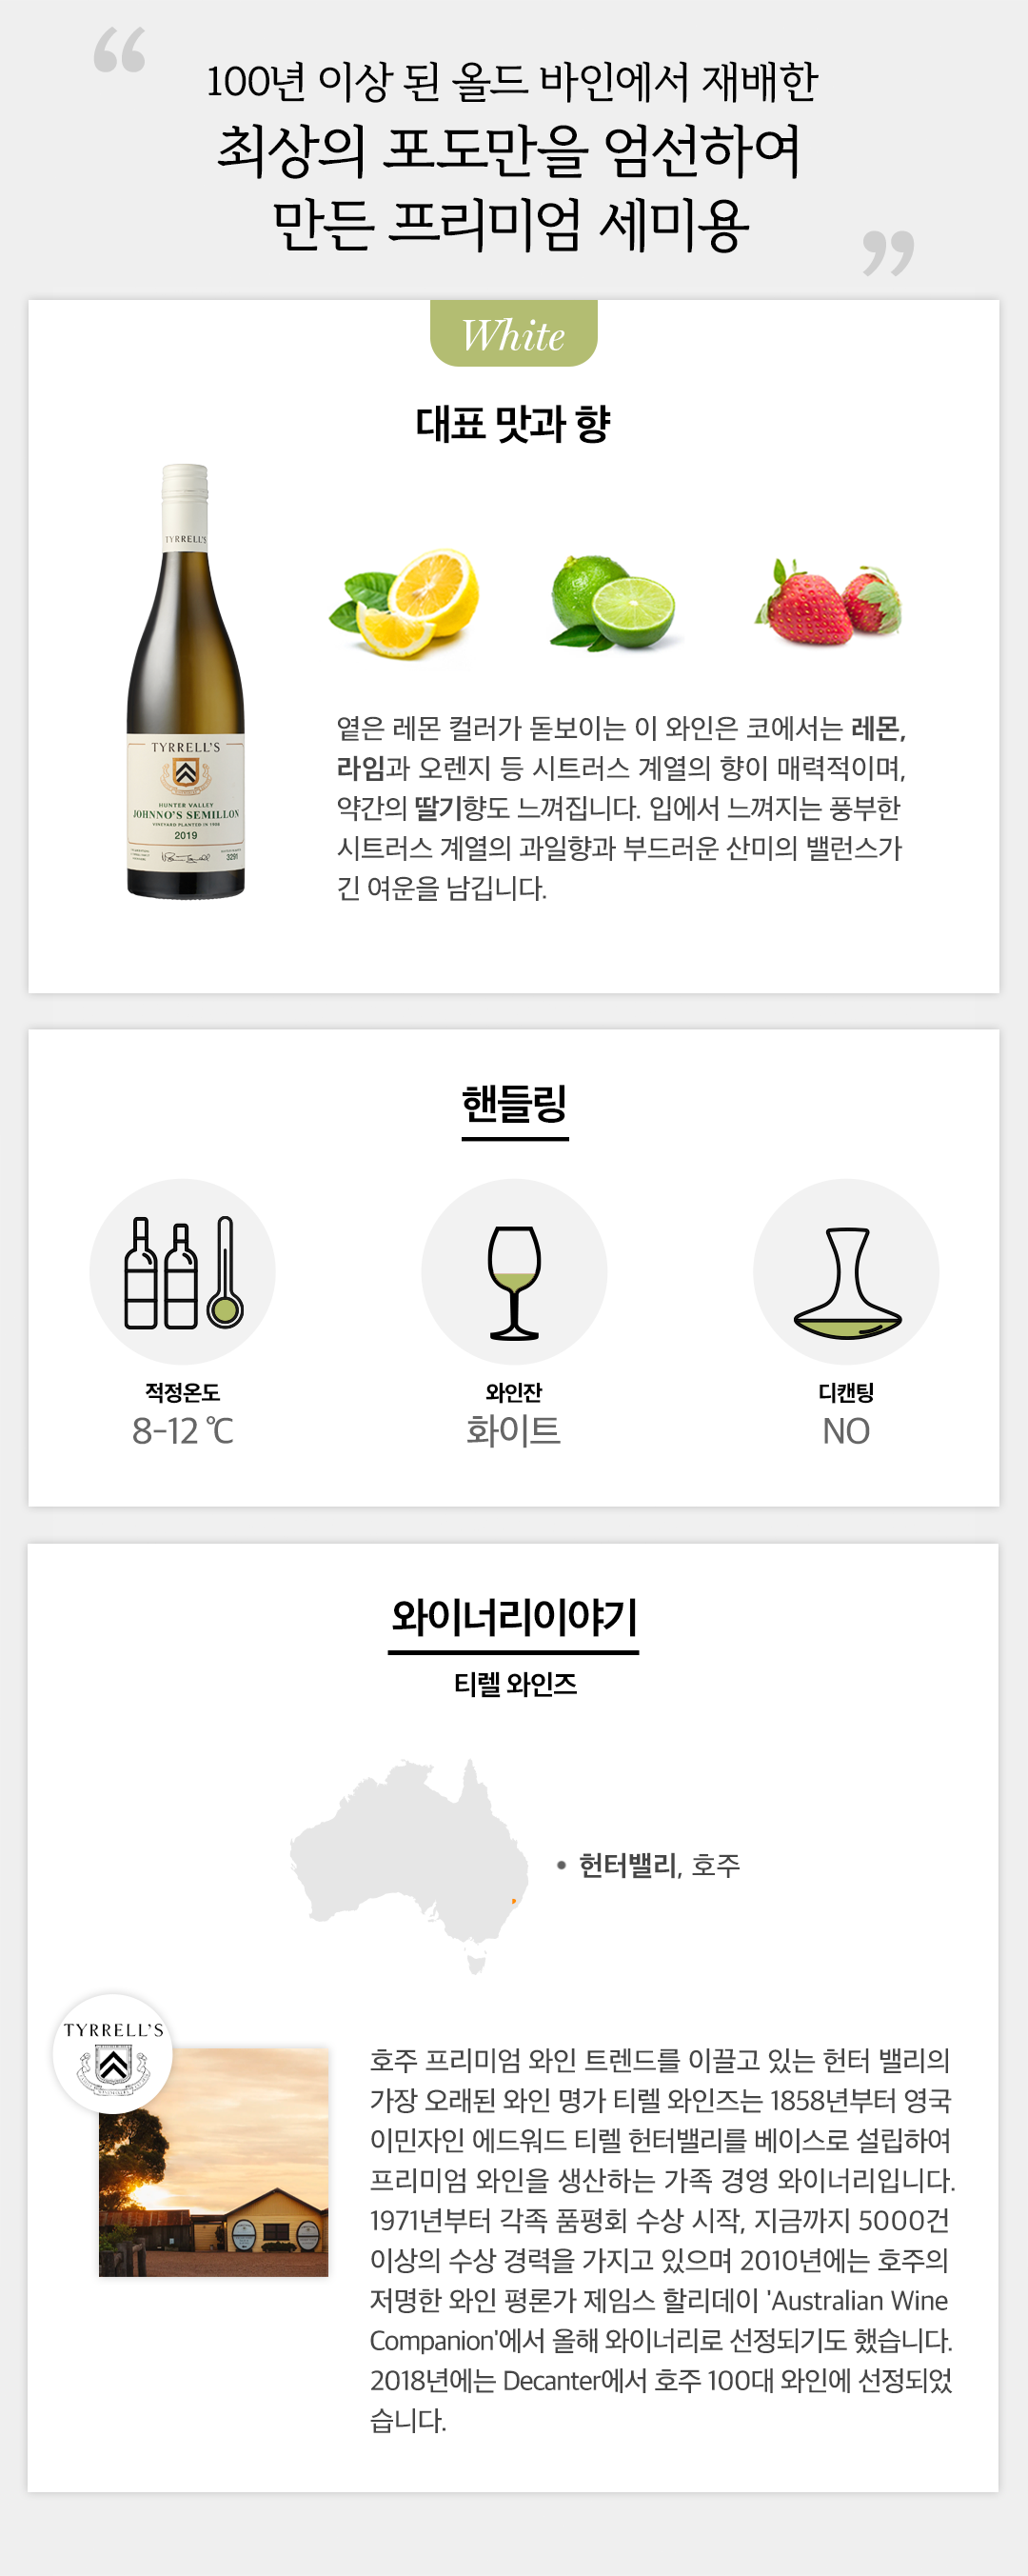 “
100년 이상 된 올드 바인에서 재배한
최상의 포도만을 엄선하여
만든 프리미엄 세미용
”
White
대표 맛과 향
TYRRELL'S
TYRRELL'S
HUNTER VALLEY
JOHNNO'S SEMILLON
VINEYARD PLANTED IN 1908
2019
3291
옅은 레몬 컬러가 돋보이는 이 와인은 코에서는 레몬,
라임과 오렌지 등 시트러스 계열의 향이 매력적이며,
약간의 딸기향도 느껴집니다. 입에서 느껴지는 풍부한
시트러스 계열의 과일향과 부드러운 산미의 밸런스가
긴 여운을 남깁니다.
핸들링
적정온도
8-12 ℃
와인잔
화이트
디캔팅
NO
와이너리이야기
티렐 와인즈
• 헌터밸리, 호주
TYRRELL'S
호주 프리미엄 와인 트렌드를 이끌고 있는 헌터 밸리의
가장 오래된 와인 명가 티렐 와인즈는 1858년부터 영국
이민자인 에드워드 티렐 헌터밸리를 베이스로 설립하여
프리미엄 와인을 생산하는 가족 경영 와이너리입니다.
1971년부터 각족 품평회 수상 시작, 지금까지 5000건
이상의 수상 경력을 가지고 있으며 2010년에는 호주의
저명한 와인 평론가 제임스 할리데이 'Australian Wine
Companion'에서 올해 와이너리로 선정되기도 했습니다.
2018년에는 Decanter에서 호주 100대 와인에 선정되었
습니다.